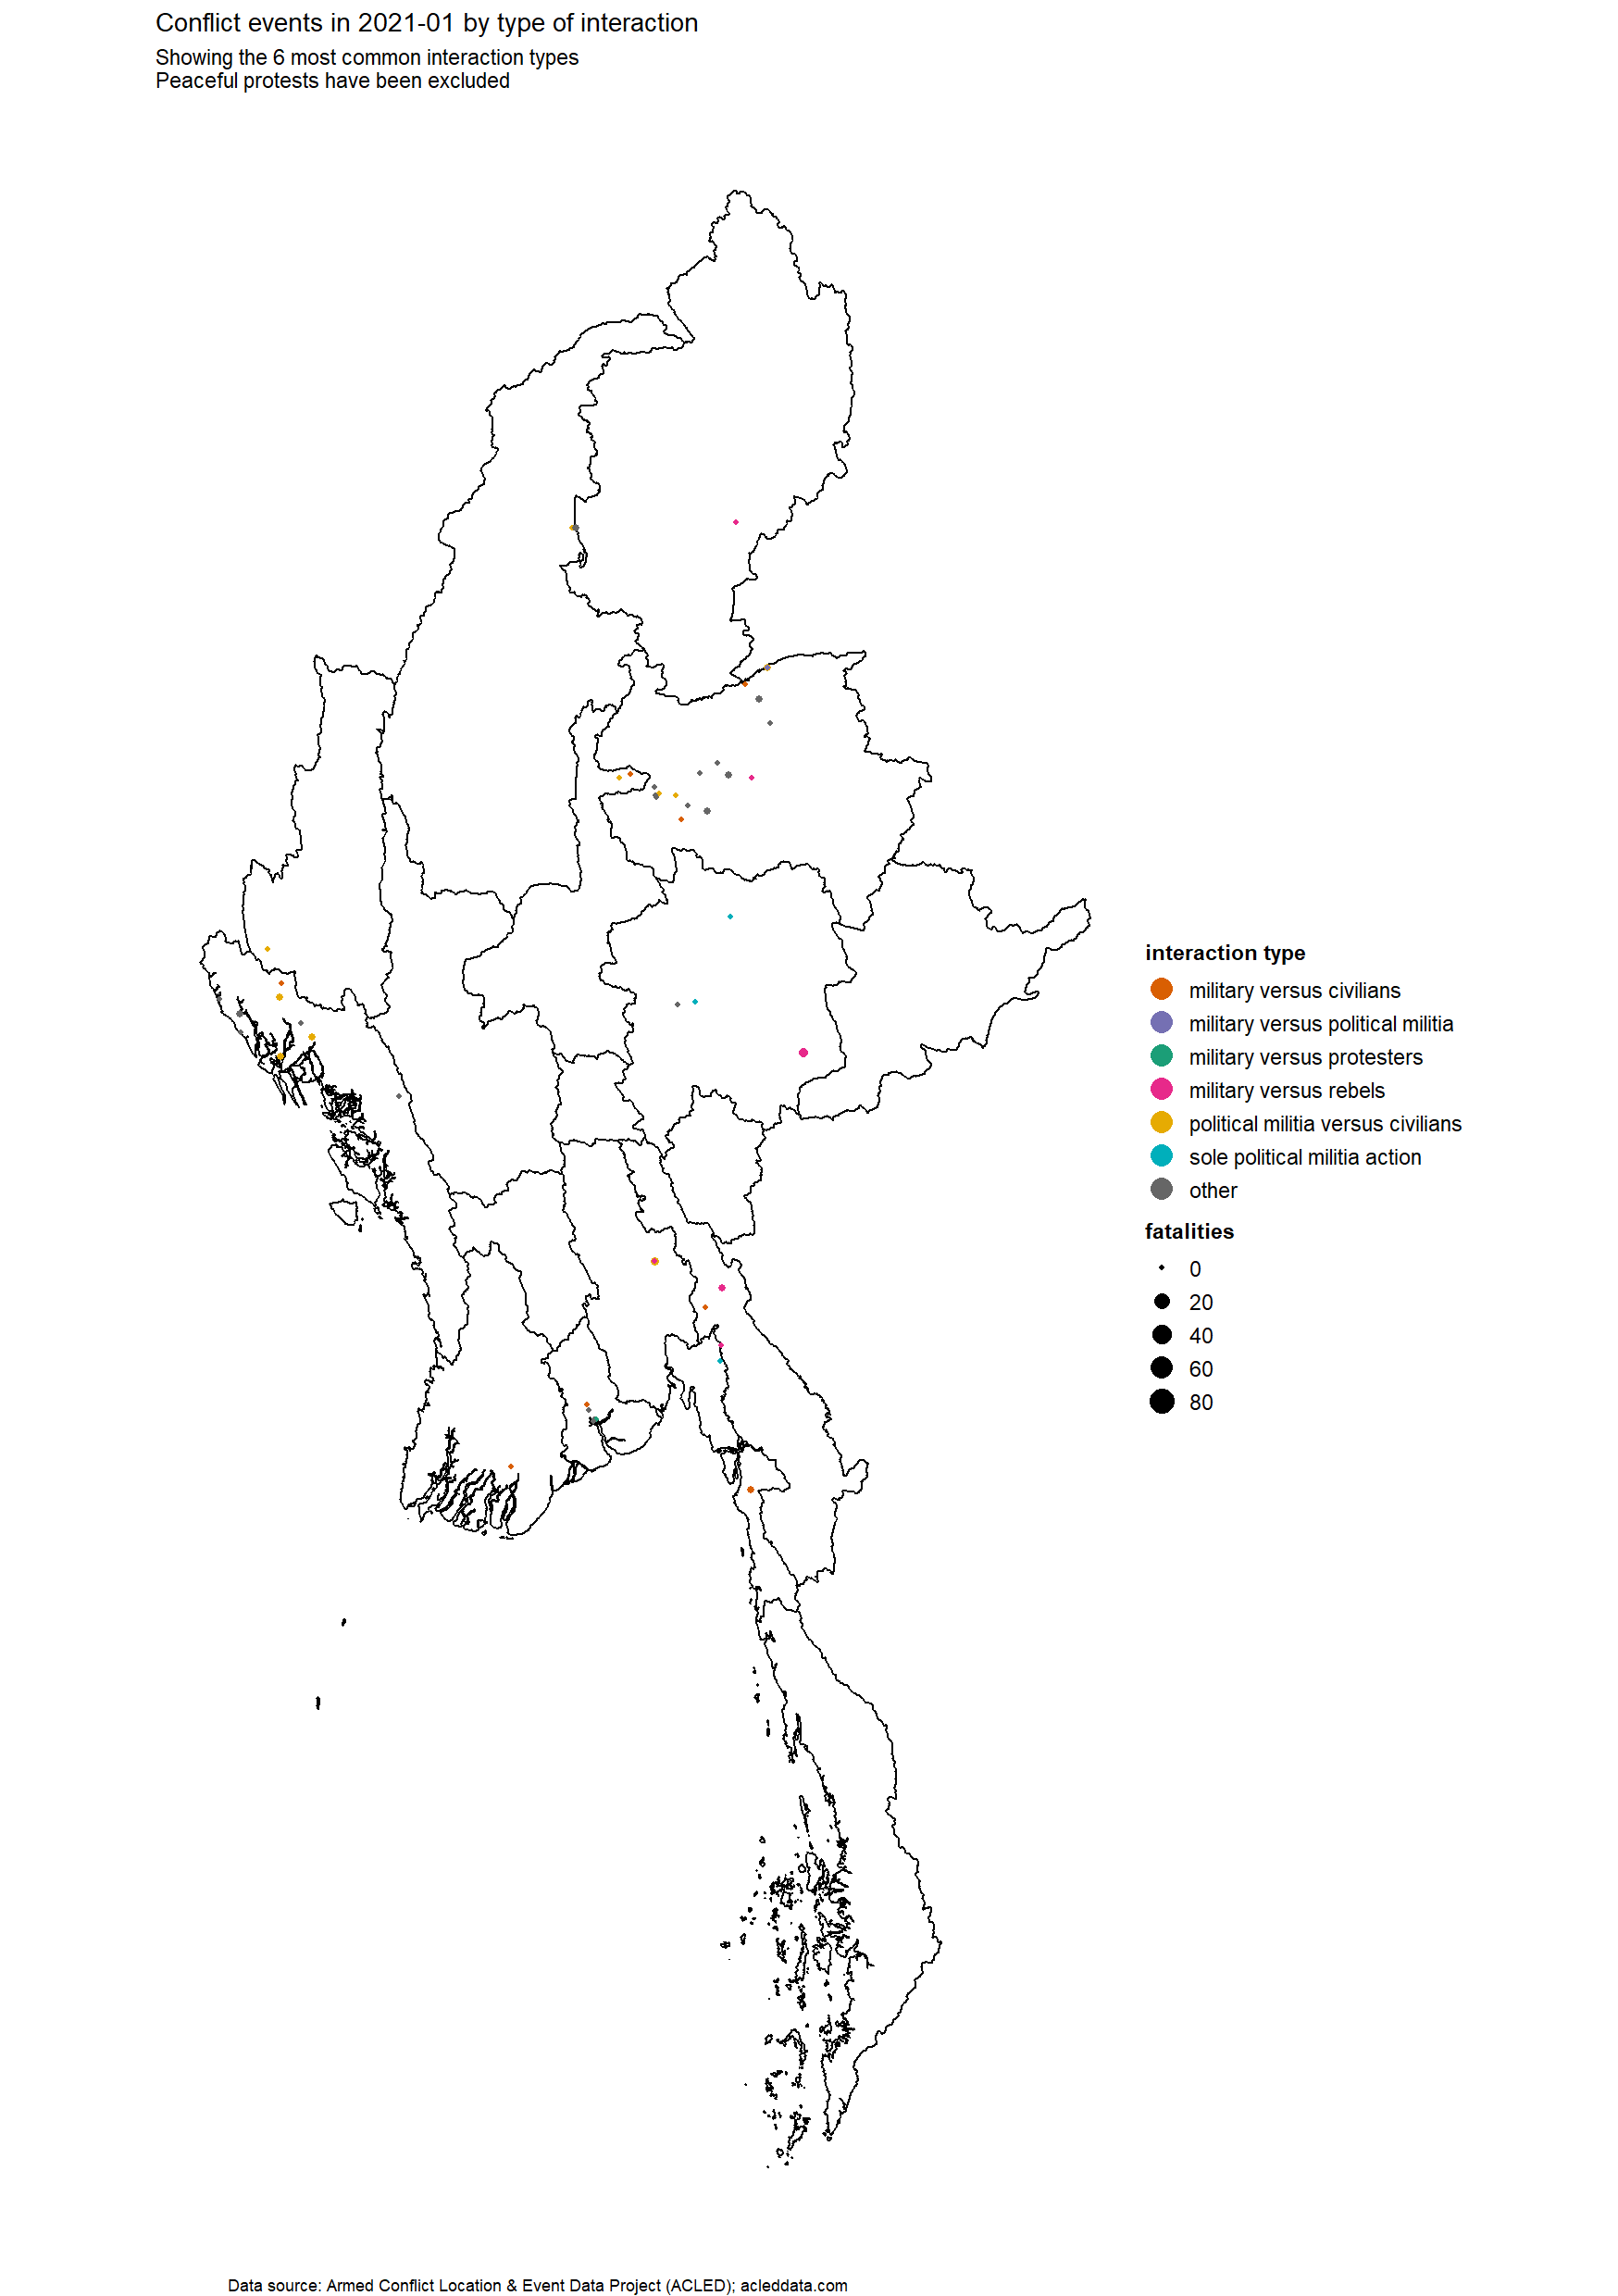 Conflict events in 2021-01 by type of interaction
Showing the 6 most common interaction types
Peaceful protests have been excluded
interaction type
military versus civilians
military versus political militia
military versus protesters
military versus rebels
political militia versus civilians
sole political militia action
other
fatalities
0
20
40
60
80
Data source: Armed Conflict Location & Event Data Project (ACLED); acleddata.com